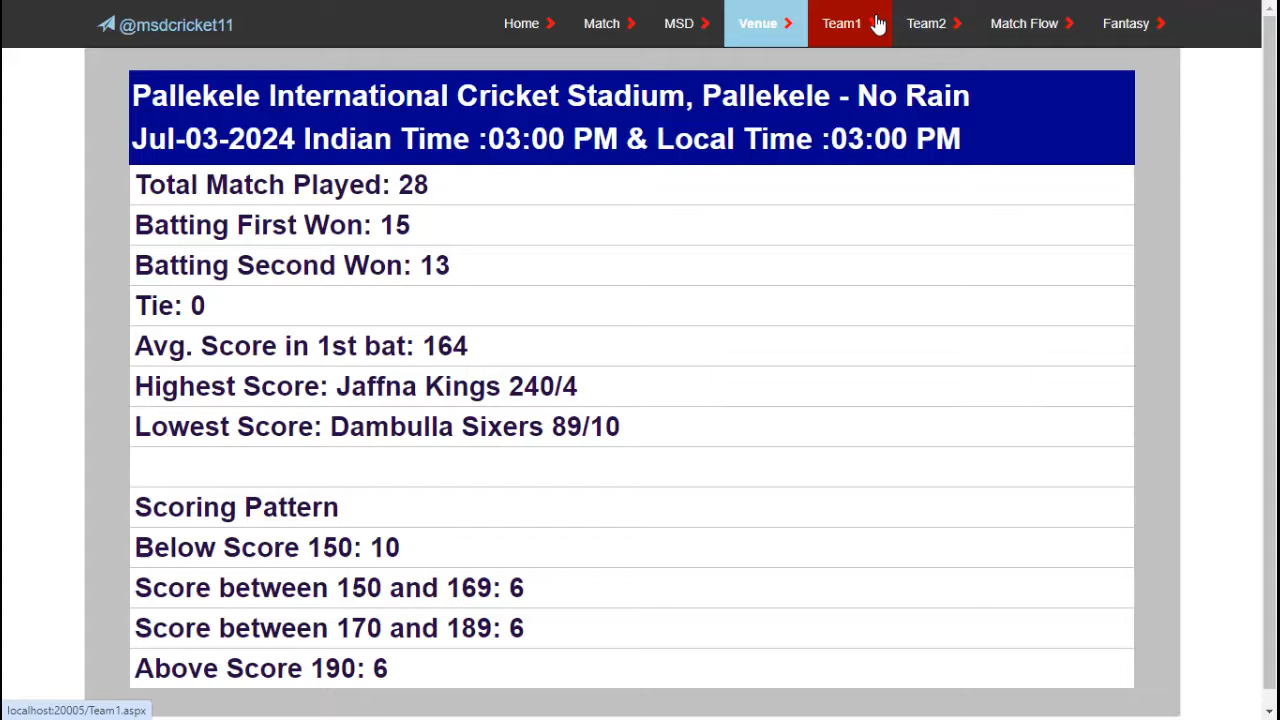 @msdcricket11
Home Match MSD Venue Team1 Team2 Match Flow Fantasy
Pallekele International Cricket Stadium, Pallekele - No Rain
Jul-03-2024 Indian Time :03:00 PM & Local Time :03:00 PM
Total Match Played: 28
Batting First Won: 15
Batting Second Won: 13
Tie: 0
Avg. Score in 1st bat: 164
Highest Score: Jaffna Kings 240/4
Lowest Score: Dambulla Sixers 89/10
Scoring Pattern
Below Score 150: 10
Score between 150 and 169: 6
Score between 170 and 189: 6
Above Score 190: 6
localhost:20005/Team1.aspx